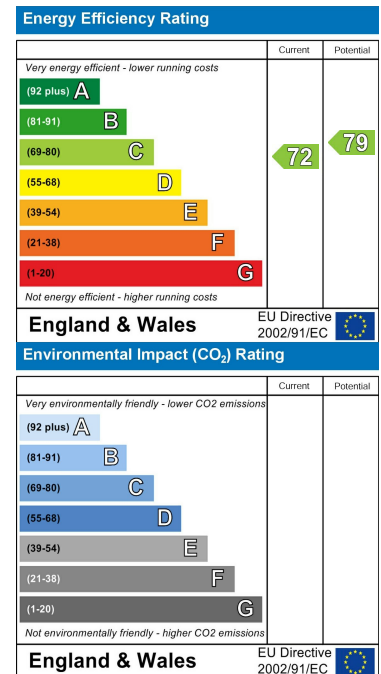 Energy Efficiency Rating
Current Potential
Very energy efficient - lower running costs
(92 plus) A
(81-91) B
(69-80) C
(55-68) D
(39-54) E
(21-38) F
(1-20) G
72
79
Not energy efficient - higher running costs
England & Wales
EU Directive
2002/91/EC
Environmental Impact (CO₂) Rating
Current Potential
Very environmentally friendly - lower CO2 emissions
(92 plus) A
(81-91) B
(69-80) C
(55-68) D
(39-54) E
(21-38) F
(1-20) G
Not environmentally friendly - higher CO2 emissions
England & Wales
EU Directive
2002/91/EC